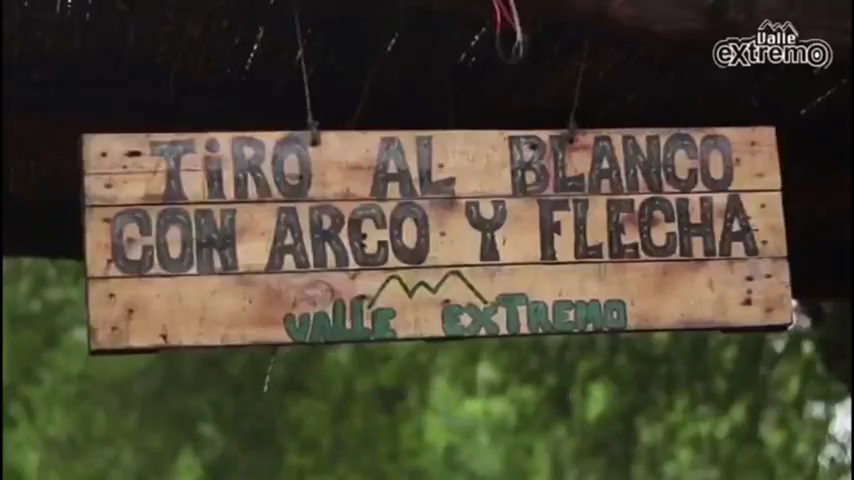 Valle
extremo
TiRO AL BLANCO
CON ARCO Y FLECHA
VALLE EXTREMO